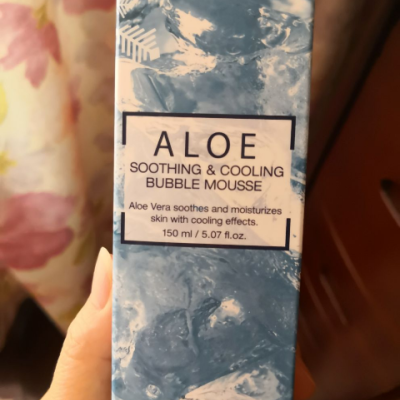 ALOE
SOOTHING & COOLING
BUBBLE MOUSSE
Aloe Vera soothes and moisturizes
skin with cooling effects.
150 ml / 5.07 fl.oz.